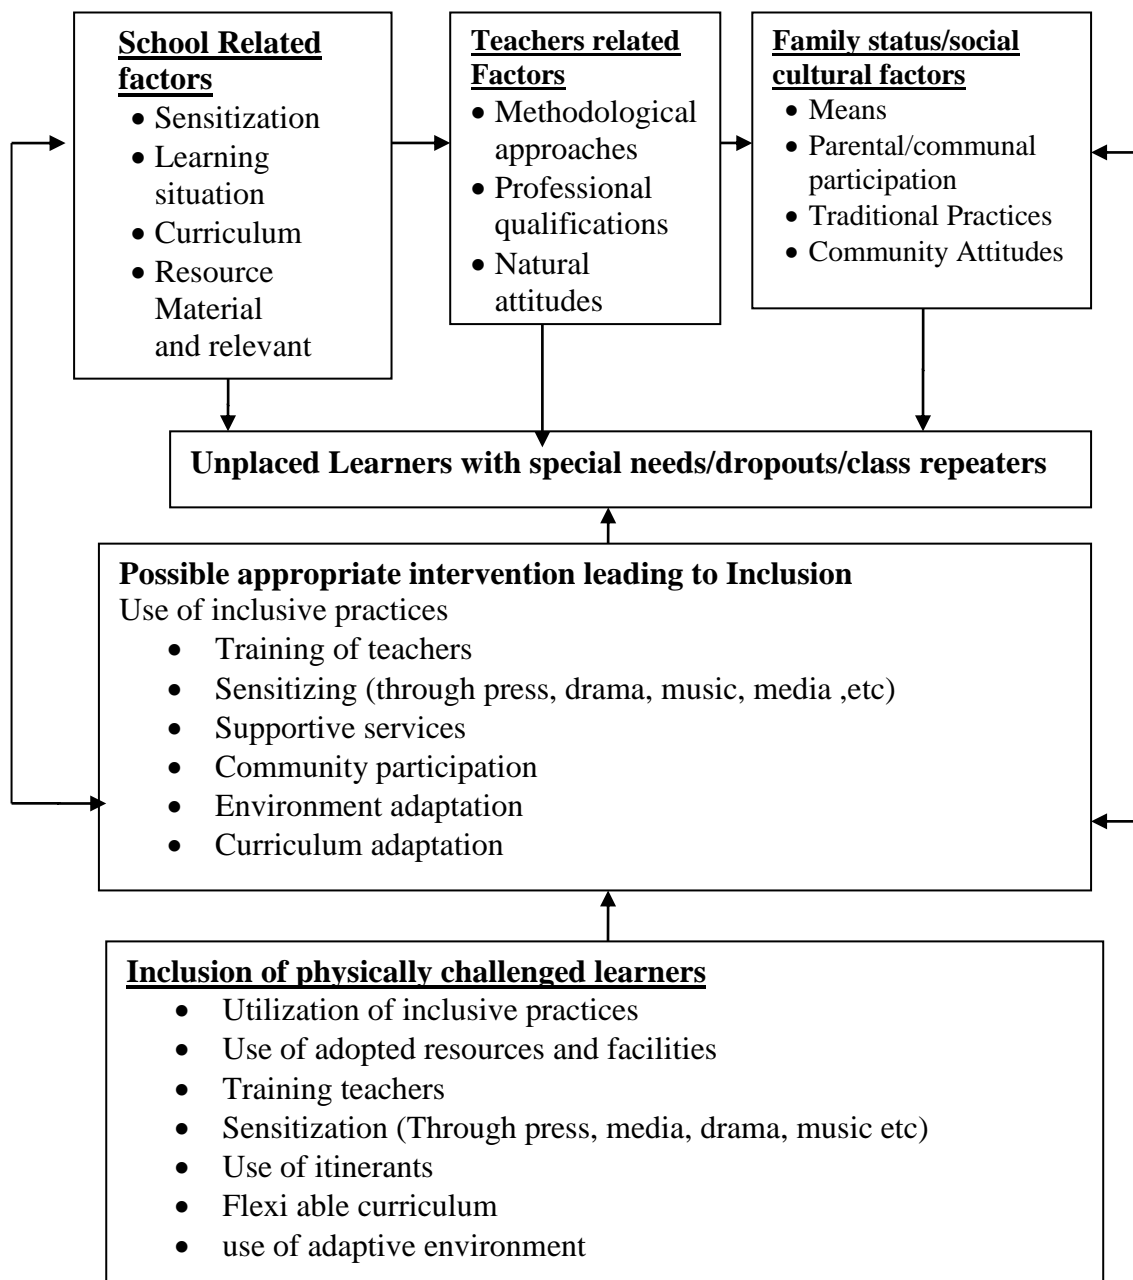 School Related
factors
• Sensitization
• Learning
situation
• Curriculum
• Resource
Material
and relevant
Teachers related
Factors
• Methodological
approaches
• Professional
qualifications
• Natural
attitudes
Family status/social
cultural factors
• Means
• Parental/communal
participation
• Traditional Practices
• Community Attitudes
Unplaced Learners with special needs/dropouts/class repeaters
Possible appropriate intervention leading to Inclusion
Use of inclusive practices
• Training of teachers
• Sensitizing (through press, drama, music, media ,etc)
• Supportive services
• Community participation
• Environment adaptation
• Curriculum adaptation
Inclusion of physically challenged learners
• Utilization of inclusive practices
• Use of adopted resources and facilities
• Training teachers
• Sensitization (Through press, media, drama, music etc)
• Use of itinerants
• Flexi able curriculum
• use of adaptive environment